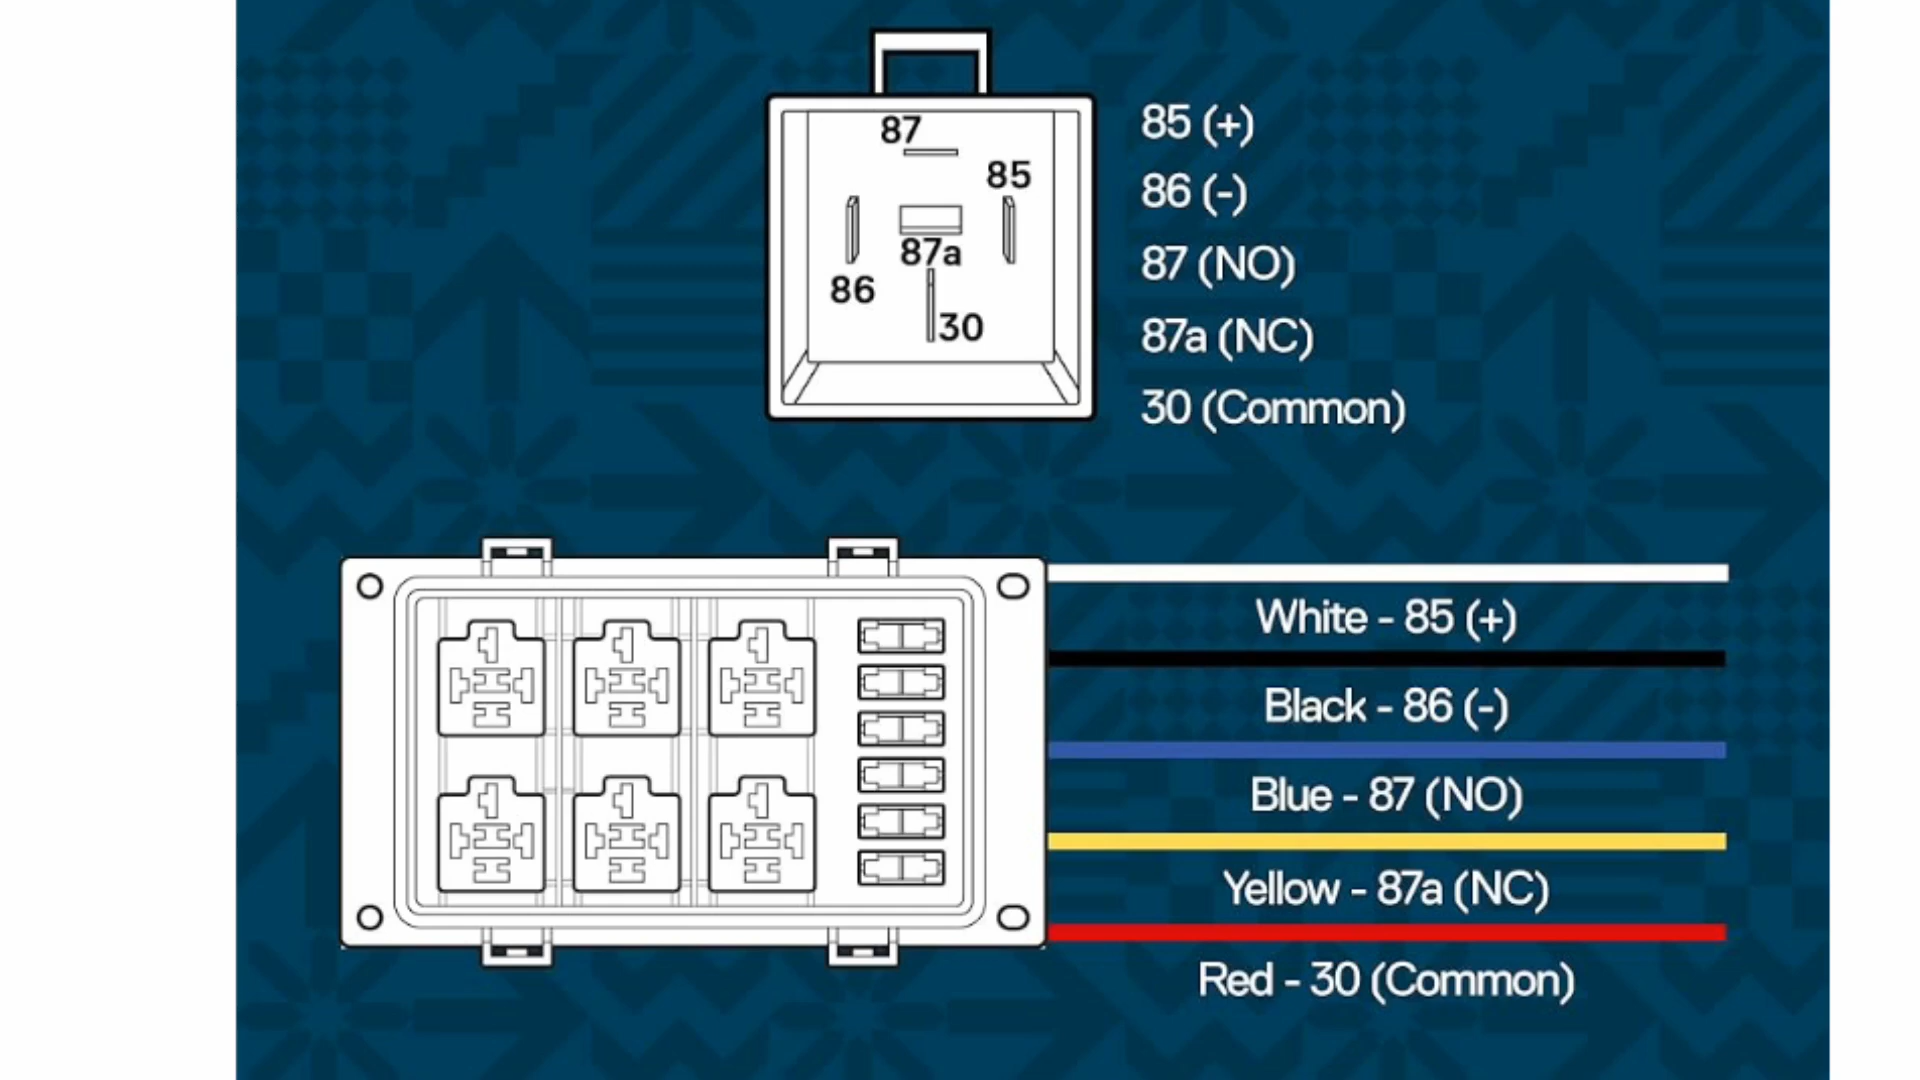 87
85
87a
86
30
85 (+)
86 (-)
87 (NO)
87a (NC)
30 (Common)
White - 85 (+)
Black - 86 (-)
Blue - 87 (NO)
Yellow - 87a (NC)
Red - 30 (Common)